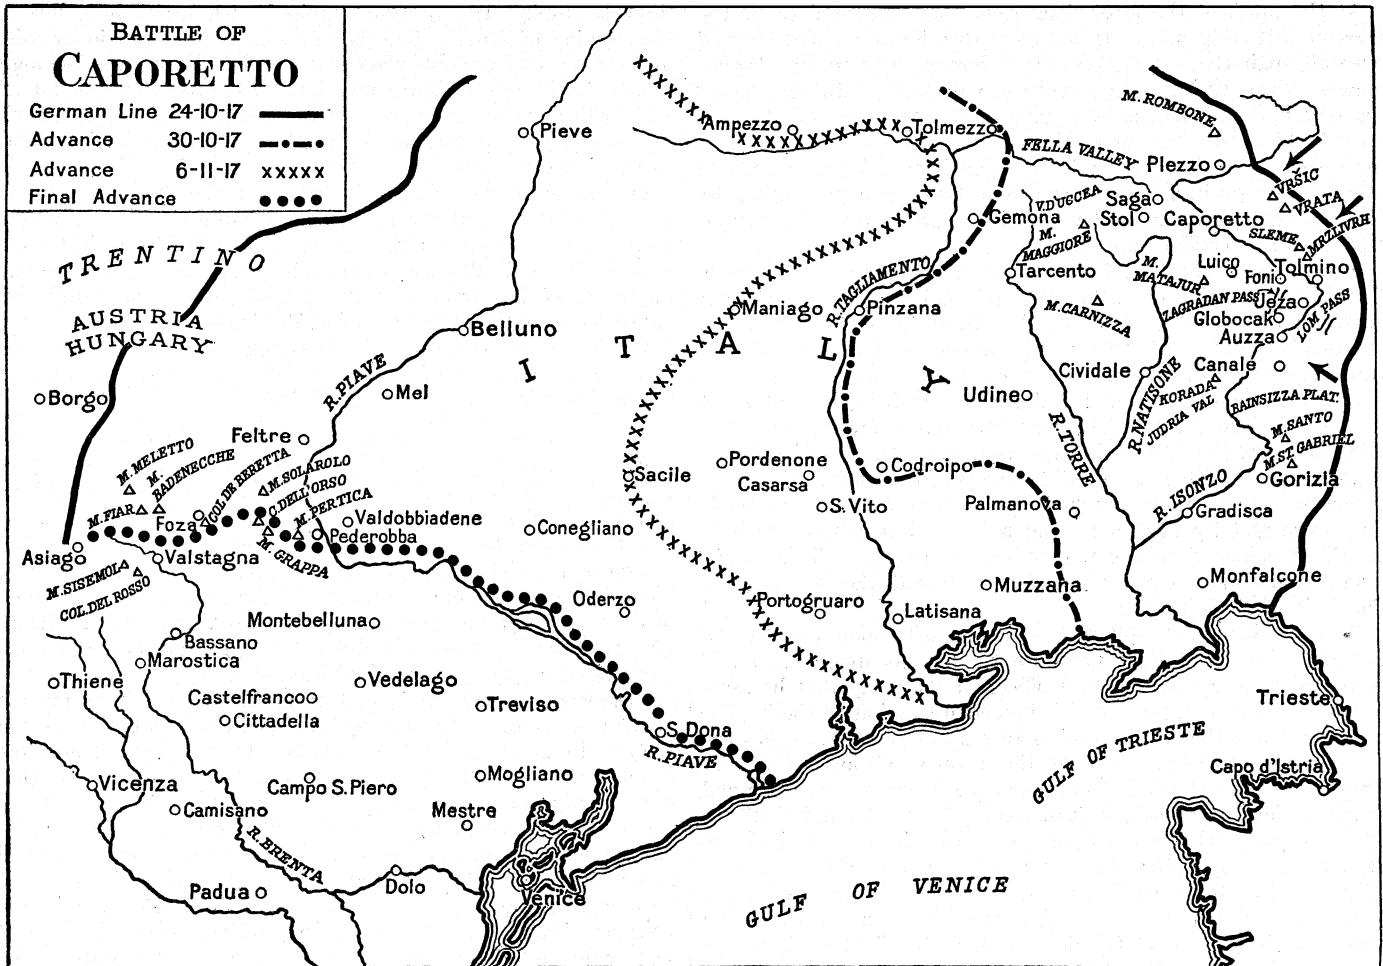 BATTLE OF
CAPORETTO
German Line 24-10-17
Advance 30-10-17
Advance 6-11-17 xxxxx
Final Advance
TRENTINO
AUSTRIA
HUNGARY
ITALY
Pieve
Ampezzo
Tolmezzo
M. ROMBONE
FELLA VALLEY
Plezzo
VRŠIC
VRATA
MRZLIVRH
SLEME
V.D'UCCEA
Saga
Stol
Caporetto
Gemona
M.
MAGGIORE
Tarcento
M.
MATAJUR
Luico
Foni
Tolmino
ZAGRADAN PASS
Jeza
Globocak
LOM PASS
Auzza
M. CARNIZZA
R. TAGLIAMENTO
Maniago
Pinzana
Belluno
R. PIAVE
Mel
Borgo
Cividale
R. NATISONE
Canale
KORADA
JUDRIA VAL
BAINSIZZA PLAT.
Udine
R. TORRE
M. SANTO
M. ST. GABRIEL
Gorizia
Feltre
M. MELETTO
M.
BADENECCHE
COL DE BERETTA
M. SOLAROLO
C. DELL'ORSO
M. PERTICA
M. FIAR
Foza
Valdobbiadene
Pederobba
Asiago
Valstagna
M. GRAPPA
M. SISEMOL
COL. DEL ROSSO
Sacile
Pordenone
Casarsa
Codroipo
S. Vito
Palmanova
R. ISONZO
Gradisca
Conegliano
Muzzana
Monfalcone
Montebelluna
Oderzo
Portogruaro
Latisana
Bassano
Marostica
Thiene
Castelfranco
Cittadella
Vedelago
Treviso
S. Dona
R. PIAVE
Trieste
GULF OF TRIESTE
Capo d'Istria
Vicenza
Camisano
Campo S. Piero
Mogliano
Mestre
R. BRENTA
Padua
Dolo
Venice
GULF OF VENICE